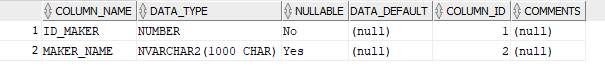 COLUMN_NAME DATA_TYPE NULLABLE DATA_DEFAULT COLUMN_ID COMMENTS
1 ID_MAKER NUMBER No (null) 1 (null)
2 MAKER_NAME NVARCHAR2(1000 CHAR) Yes (null) 2 (null)